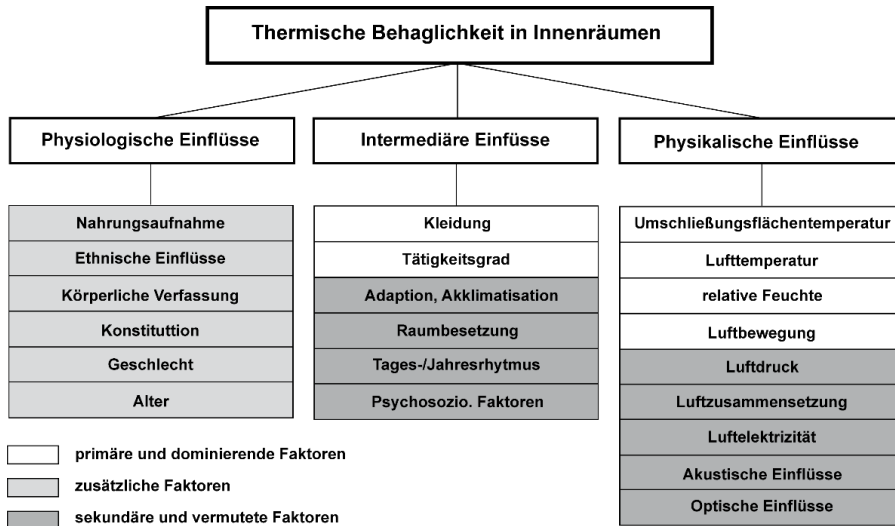 Thermische Behaglichkeit in Innenräumen
Physiologische Einflüsse
Nahrungsaufnahme
Ethnische Einflüsse
Körperliche Verfassung
Konstituttion
Geschlecht
Alter
Intermediäre Einfüsse
Kleidung
Tätigkeitsgrad
Adaption, Akklimatisation
Raumbesetzung
Tages-/Jahresrhytmus
Psychosozio. Faktoren
Physikalische Einflüsse
Umschließungsflächentemperatur
Lufttemperatur
relative Feuchte
Luftbewegung
Luftdruck
Luftzusammensetzung
Luftelektrizität
Akustische Einflüsse
Optische Einflüsse
primäre und dominierende Faktoren
zusätzliche Faktoren
sekundäre und vermutete Faktoren